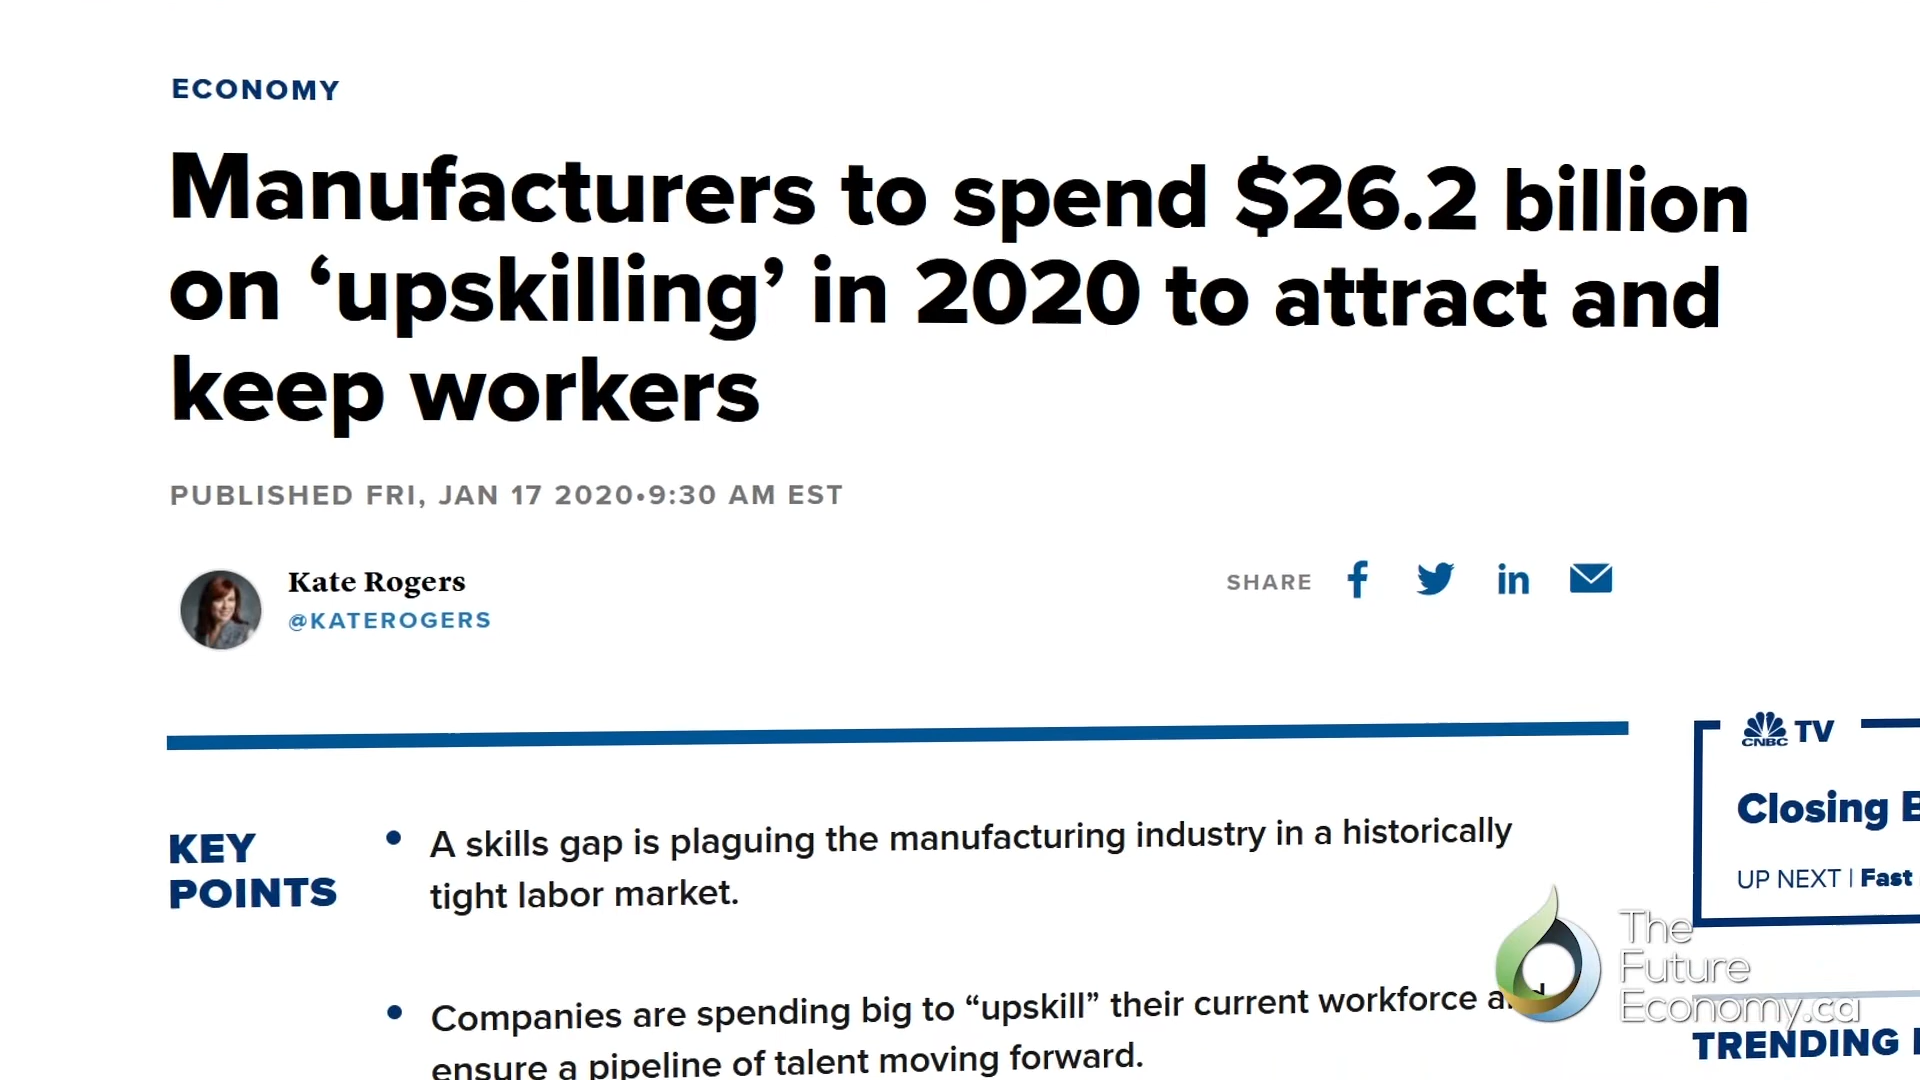 ECONOMY
Manufacturers to spend $26.2 billion
on ‘upskilling’ in 2020 to attract and
keep workers
PUBLISHED FRI, JAN 17 2020•9:30 AM EST
Kate Rogers
@KATEROGERS
SHARE
KEY
POINTS
• A skills gap is plaguing the manufacturing industry in a historically
tight labor market.
• Companies are spending big to “upskill” their current workforce and
ensure a pipeline of talent moving forward.
CNBC TV
Closing
UP NEXT | Fast
TRENDING
The
Future
Economy.ca